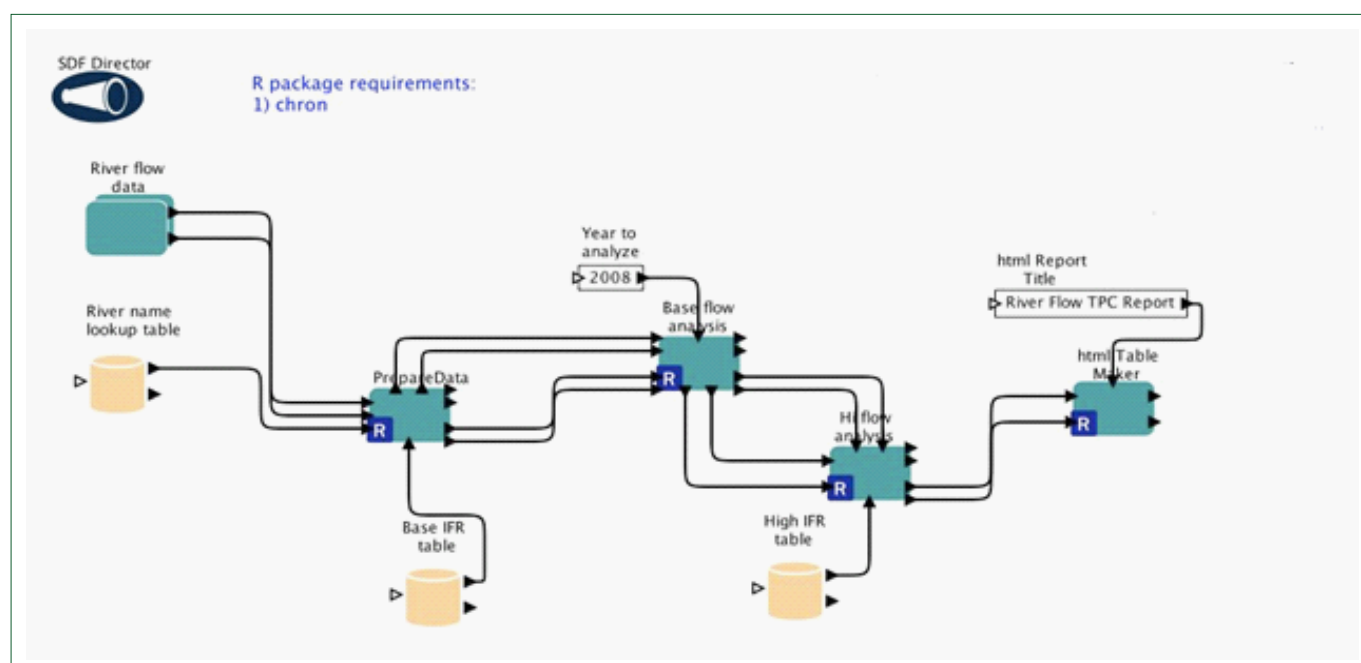 SDF Director
R package requirements:
1) chron
River flow
data
River name
lookup table
Year to
analyze
2008
html Report
Title
River Flow TPC Report
Base flow
analysis
R
html Table
Maker
R
PrepareData
R
Hi flow
analysis
R
Base IFR
table
High IFR
table